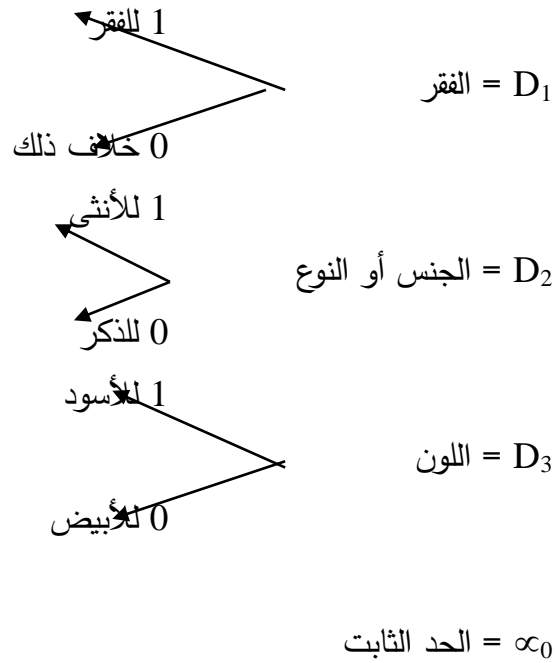 1 للفقر
D₁ = الفقر
0 خلاف ذلك
1 للأنثى
D₂ = الجنس أو النوع
0 للذكر
1 للأسود
D₃ = اللون
0 للأبيض
∝₀ = الحد الثابت